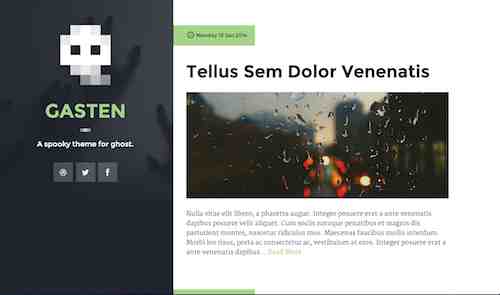 GASTEN
A spooky theme for ghost.
Monday 15 Dec 2014
Tellus Sem Dolor Venenatis
Nulla vitae elit libero, a pharetra augue. Integer posuere erat a ante venenatis
dapibus posuere velit aliquet. Cum sociis natoque penatibus et magnis dis
parturient montes, nascetur ridiculus mus. Maecenas faucibus mollis interdum.
Morbi leo risus, porta ac consectetur ac, vestibulum at eros. Integer posuere erat a
ante venenatis dapibus... Read More